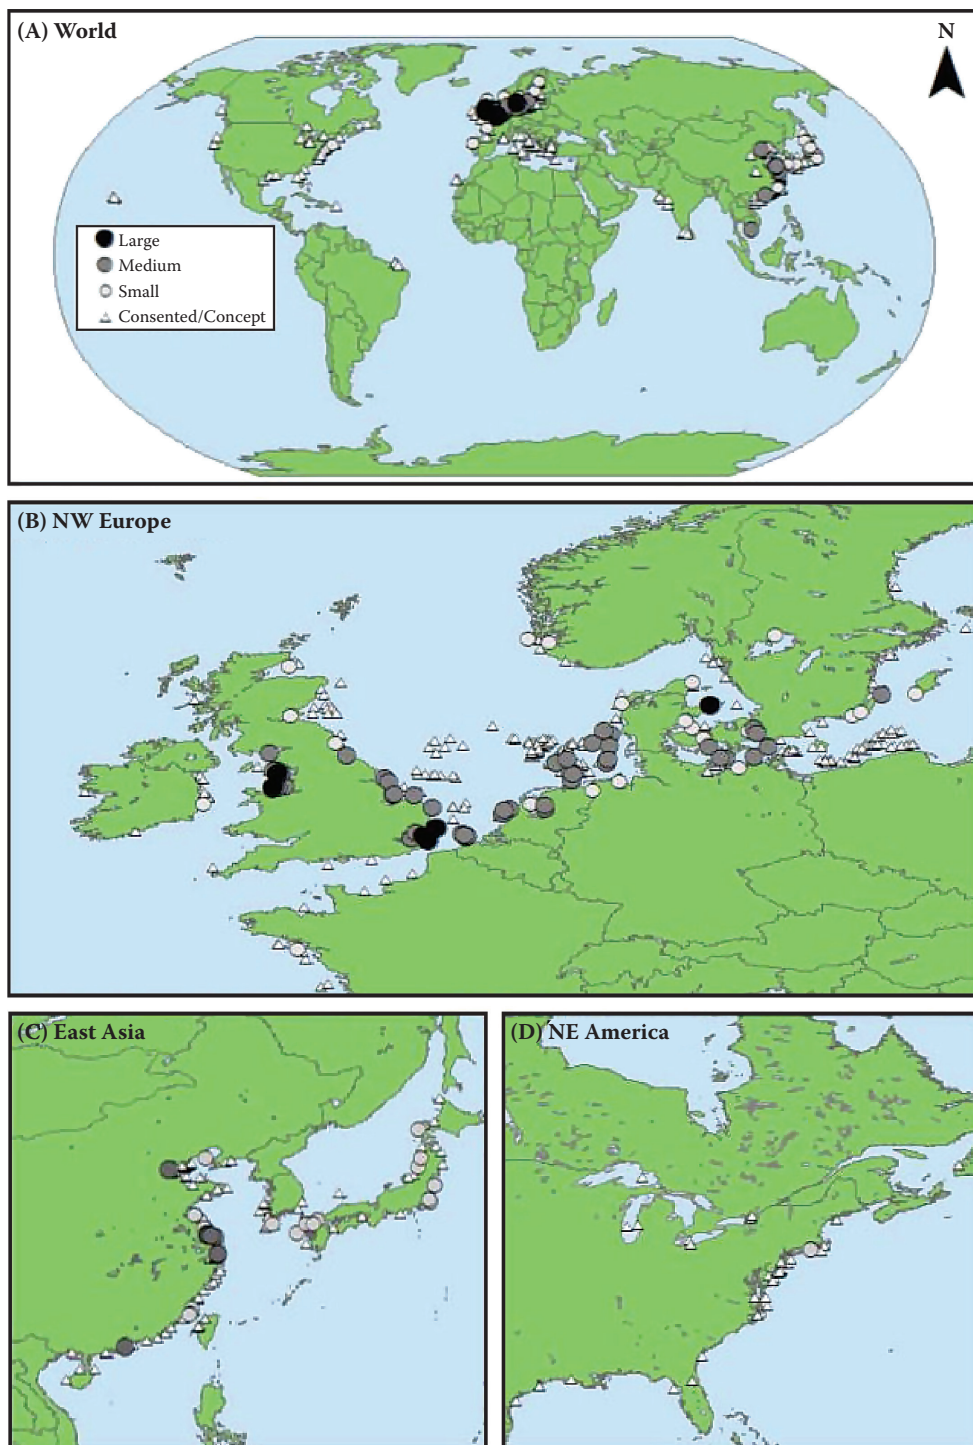 (A) World
N
Large
Medium
Small
Consented/Concept
(B) NW Europe
(C) East Asia
(D) NE America